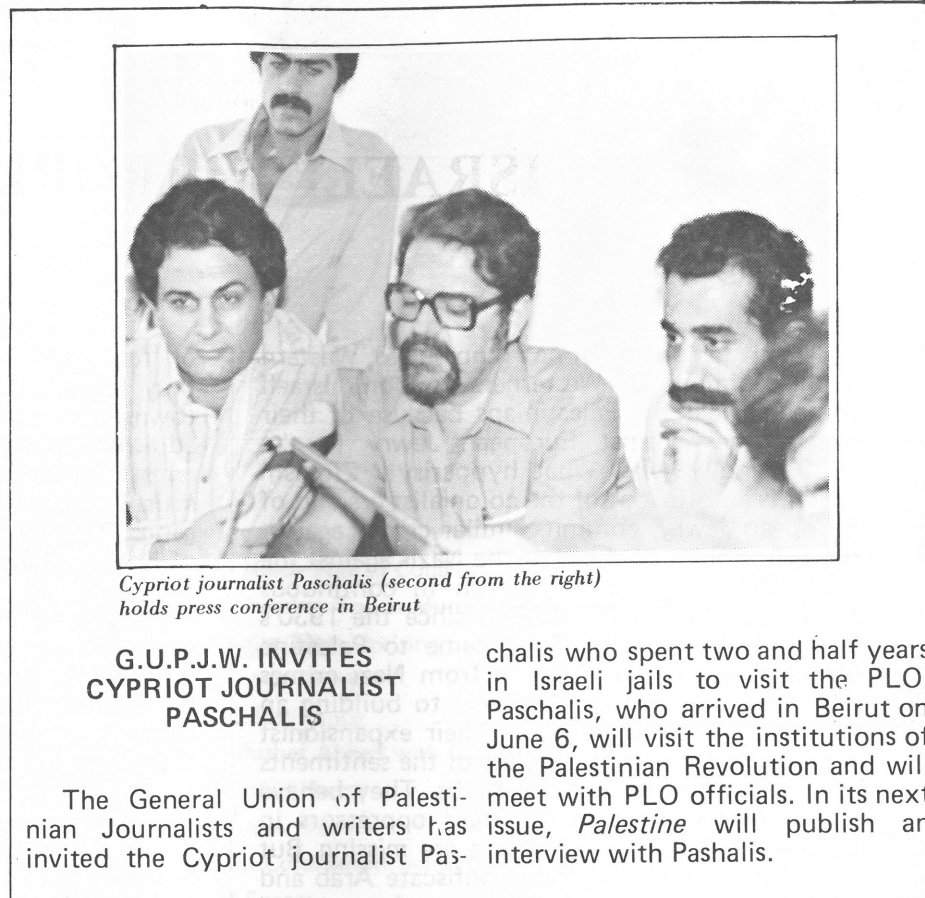 Cypriot journalist Paschalis (second from the right)
holds press conference in Beirut
G.U.P.J.W. INVITES
CYPRIOT JOURNALIST
PASCHALIS
The General Union of Palesti-
nian Journalists and writers has
invited the Cypriot journalist Pas-
chalis who spent two and half years
in Israeli jails to visit the PLO
Paschalis, who arrived in Beirut on
June 6, will visit the institutions of
the Palestinian Revolution and will
meet with PLO officials. In its next
issue, Palestine will publish an
interview with Pashalis.